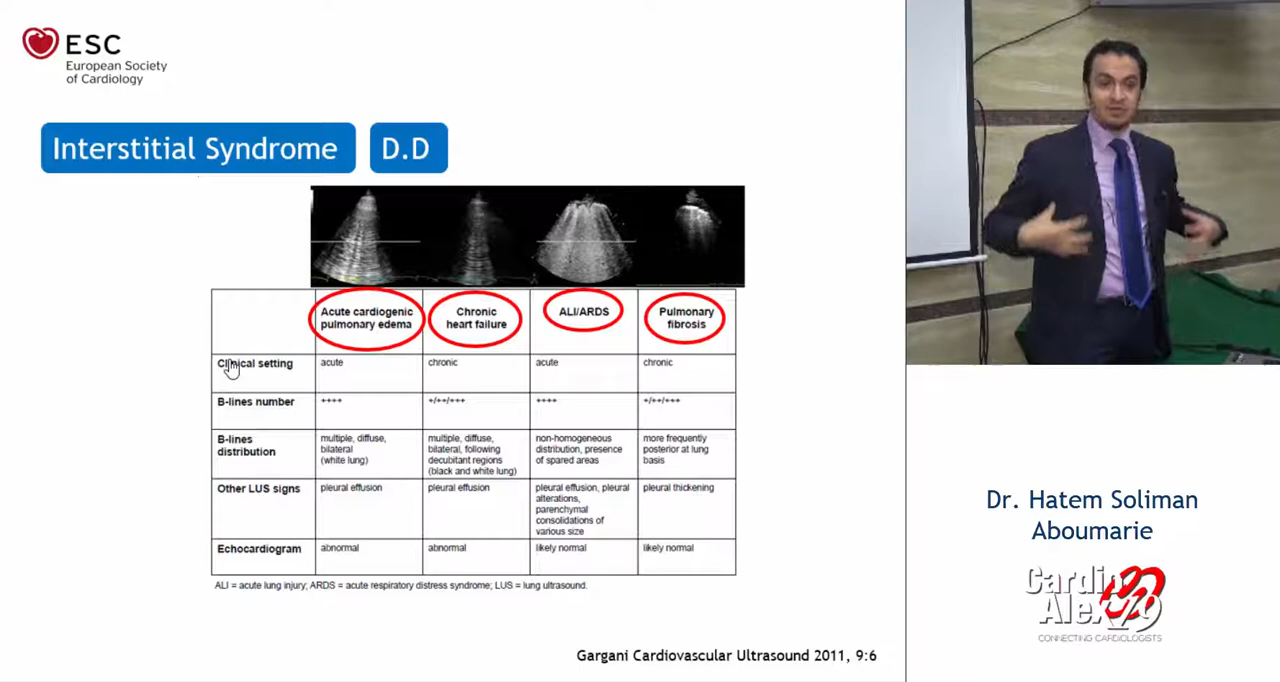 ESC
European Society
of Cardiology
Interstitial Syndrome
D.D
Acute cardiogenic
pulmonary edema
Chronic
heart failure
ALI/ARDS
Pulmonary
fibrosis
Clinical setting
acute
chronic
acute
chronic
B-lines number
++++
+/++/+++
++++
+/++/+++
B-lines
distribution
multiple, diffuse,
bilateral
(white lung)
multiple, diffuse,
bilateral, following
decubitant regions
(black and white lung)
non-homogeneous
distribution, presence
of spared areas
more frequently
posterior at lung
basis
Other LUS signs
pleural effusion
pleural effusion
pleural effusion, pleural
alterations,
parenchymal
consolidations of
various size
pleural thickening
Echocardiogram
abnormal
abnormal
likely normal
likely normal
ALI = acute lung injury; ARDS = acute respiratory distress syndrome; LUS = lung ultrasound.
Gargani Cardiovascular Ultrasound 2011, 9:6
Dr. Hatem Soliman
Aboumarie
Cardio
Alex
CONNECTING CARDIOLOGISTS